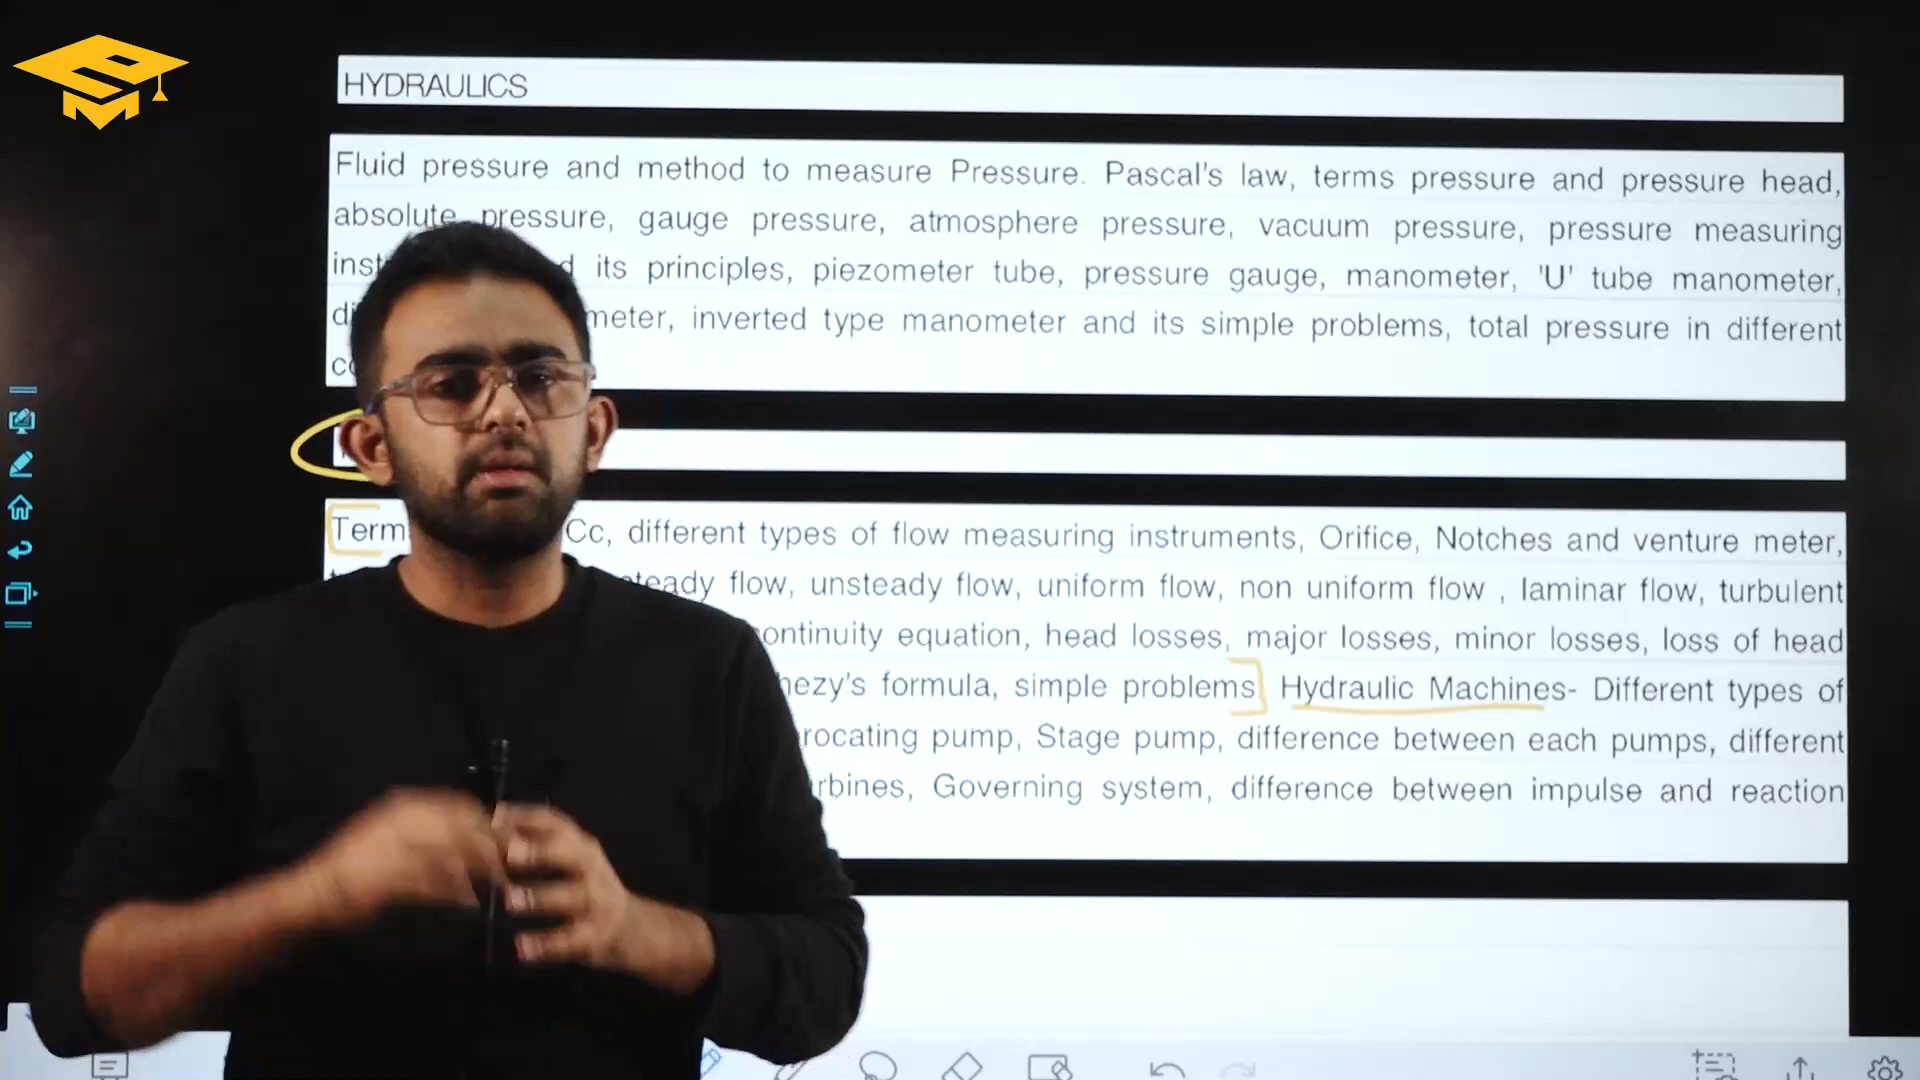 HYDRAULICS
Fluid pressure and method to measure Pressure. Pascal's law, terms pressure and pressure head,
absolute pressure, gauge pressure, atmosphere pressure, vacuum pressure, pressure measuring
its principles, piezometer tube, pressure gauge, manometer, 'U' tube manometer,
inverted type manometer and its simple problems, total pressure in different
Cc, different types of flow measuring instruments, Orifice, Notches and venture meter,
flow, unsteady flow, uniform flow, non uniform flow , laminar flow, turbulent
equation, head losses, major losses, minor losses, loss of head
formula, simple problems Hydraulic Machines- Different types of
pump, Stage pump, difference between each pumps, different
Governing system, difference between impulse and reaction